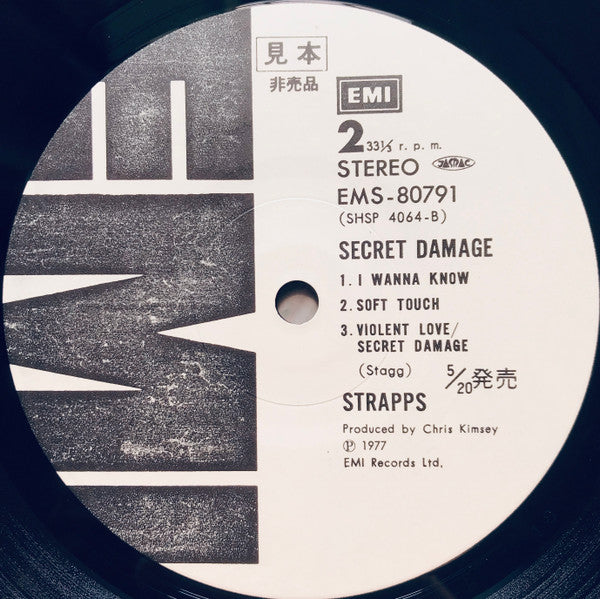 見本
非売品
EMI
2 33⅓ r. p. m.
STEREO JASRAC
EMS-80791
(SHSP 4064-B)
SECRET DAMAGE
1. I WANNA KNOW
2. SOFT TOUCH
3. VIOLENT LOVE/
SECRET DAMAGE
(Stagg) 5/20発売
STRAPPS
Produced by Chris Kimsey
Ⓟ 1977
EMI Records Ltd.
EMI